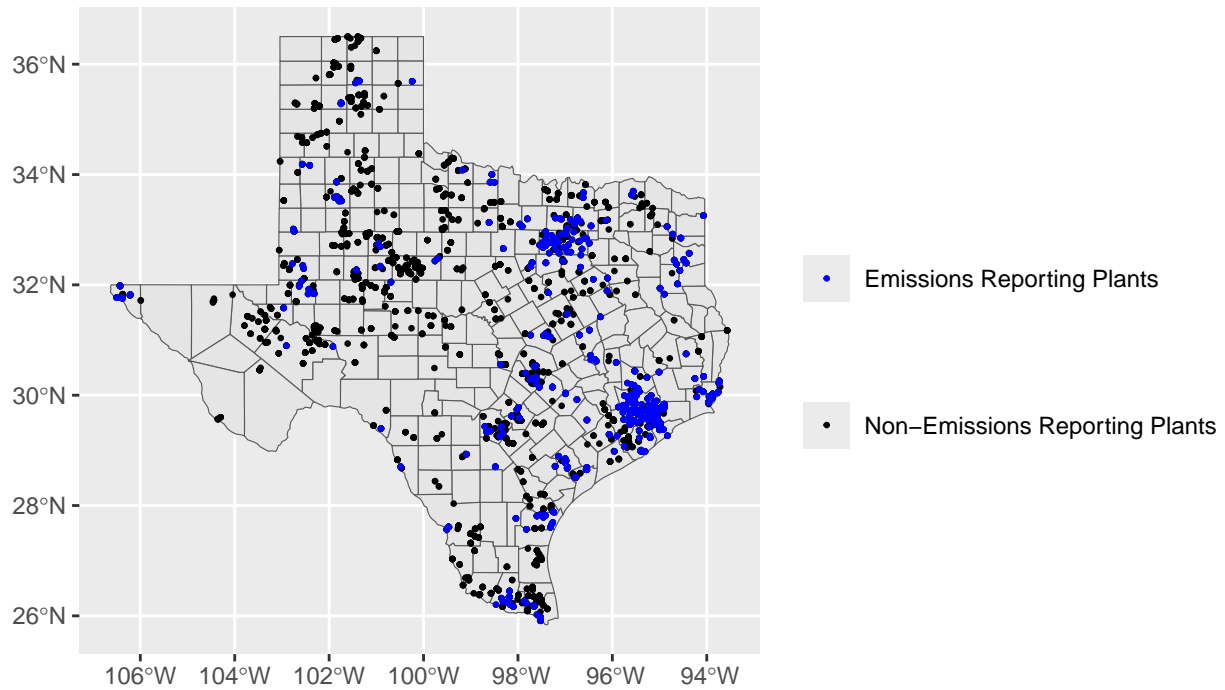 36°N
34°N
32°N
30°N
28°N
26°N
106°W 104°W 102°W 100°W 98°W 96°W 94°W
Emissions Reporting Plants
Non−Emissions Reporting Plants